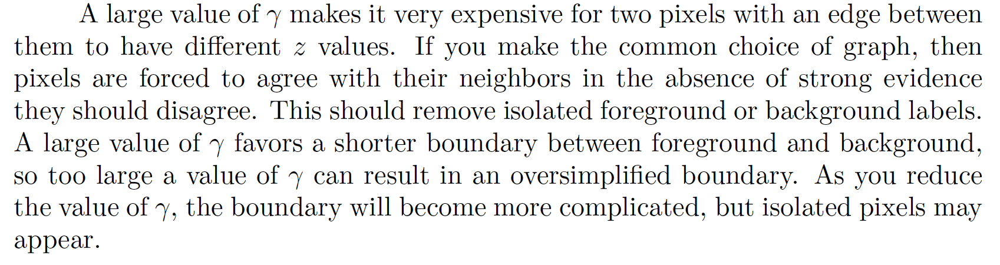 A large value of γ makes it very expensive for two pixels with an edge between
them to have different z values. If you make the common choice of graph, then
pixels are forced to agree with their neighbors in the absence of strong evidence
they should disagree. This should remove isolated foreground or background labels.
A large value of γ favors a shorter boundary between foreground and background,
so too large a value of γ can result in an oversimplified boundary. As you reduce
the value of γ, the boundary will become more complicated, but isolated pixels may
appear.